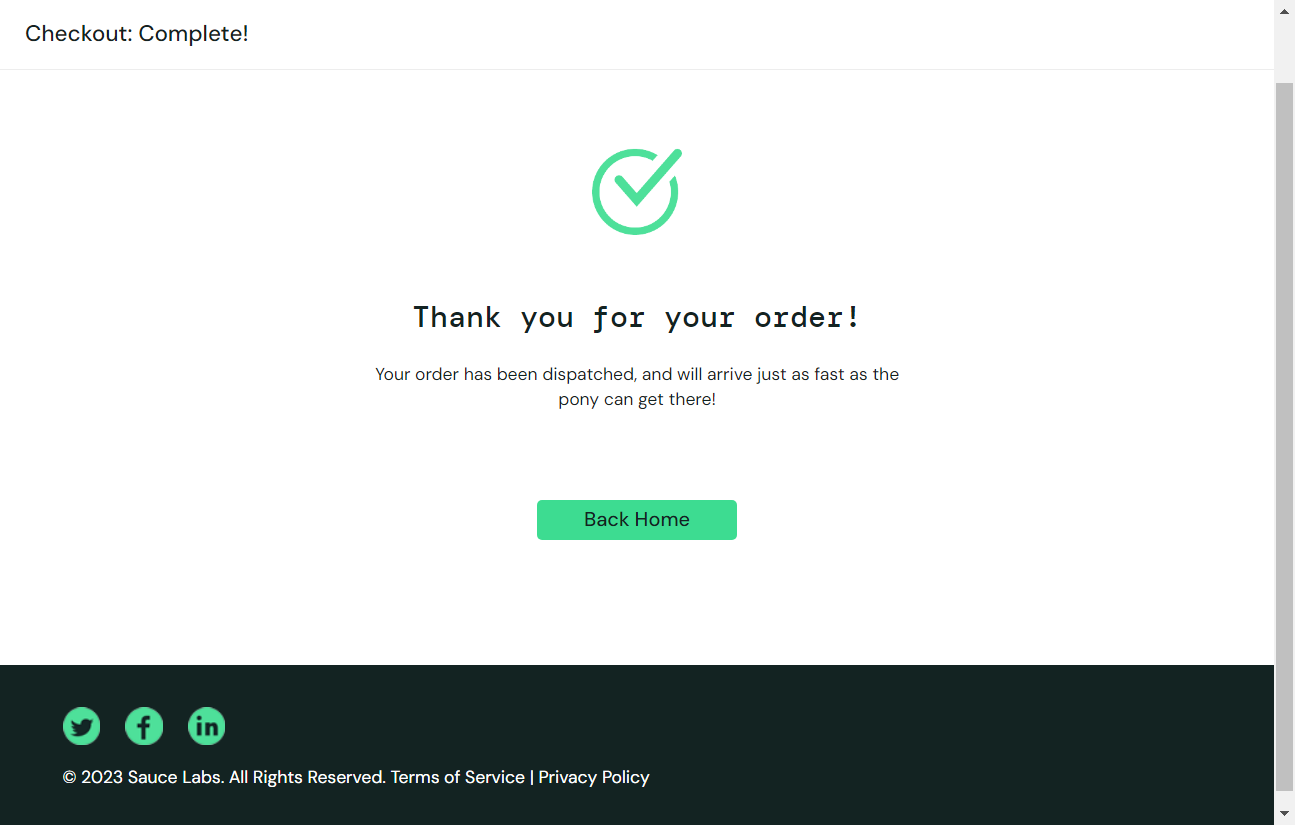 Checkout: Complete!
Thank you for your order!
Your order has been dispatched, and will arrive just as fast as the
pony can get there!
Back Home
© 2023 Sauce Labs. All Rights Reserved. Terms of Service | Privacy Policy